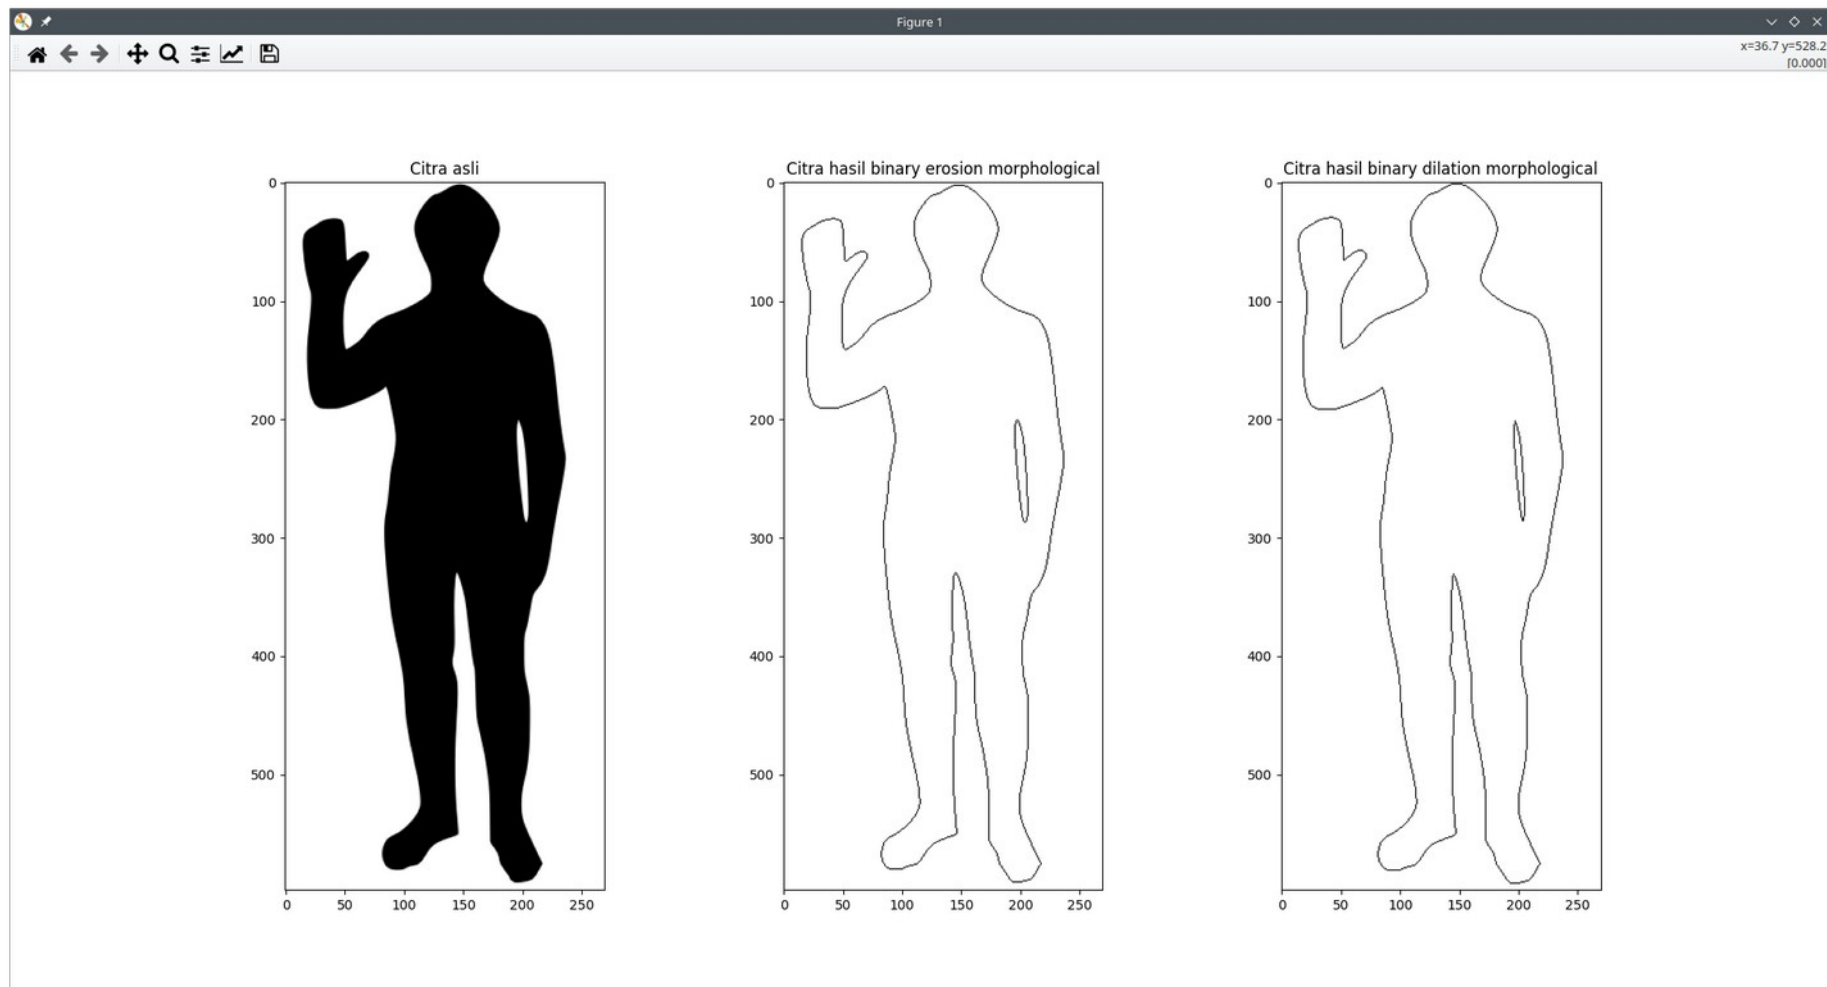 Figure 1
x=36.7 y=528.2
[0.000]
Citra asli
0
100
200
300
400
500
0 50 100 150 200 250
Citra hasil binary erosion morphological
0
100
200
300
400
500
0 50 100 150 200 250
Citra hasil binary dilation morphological
0
100
200
300
400
500
0 50 100 150 200 250